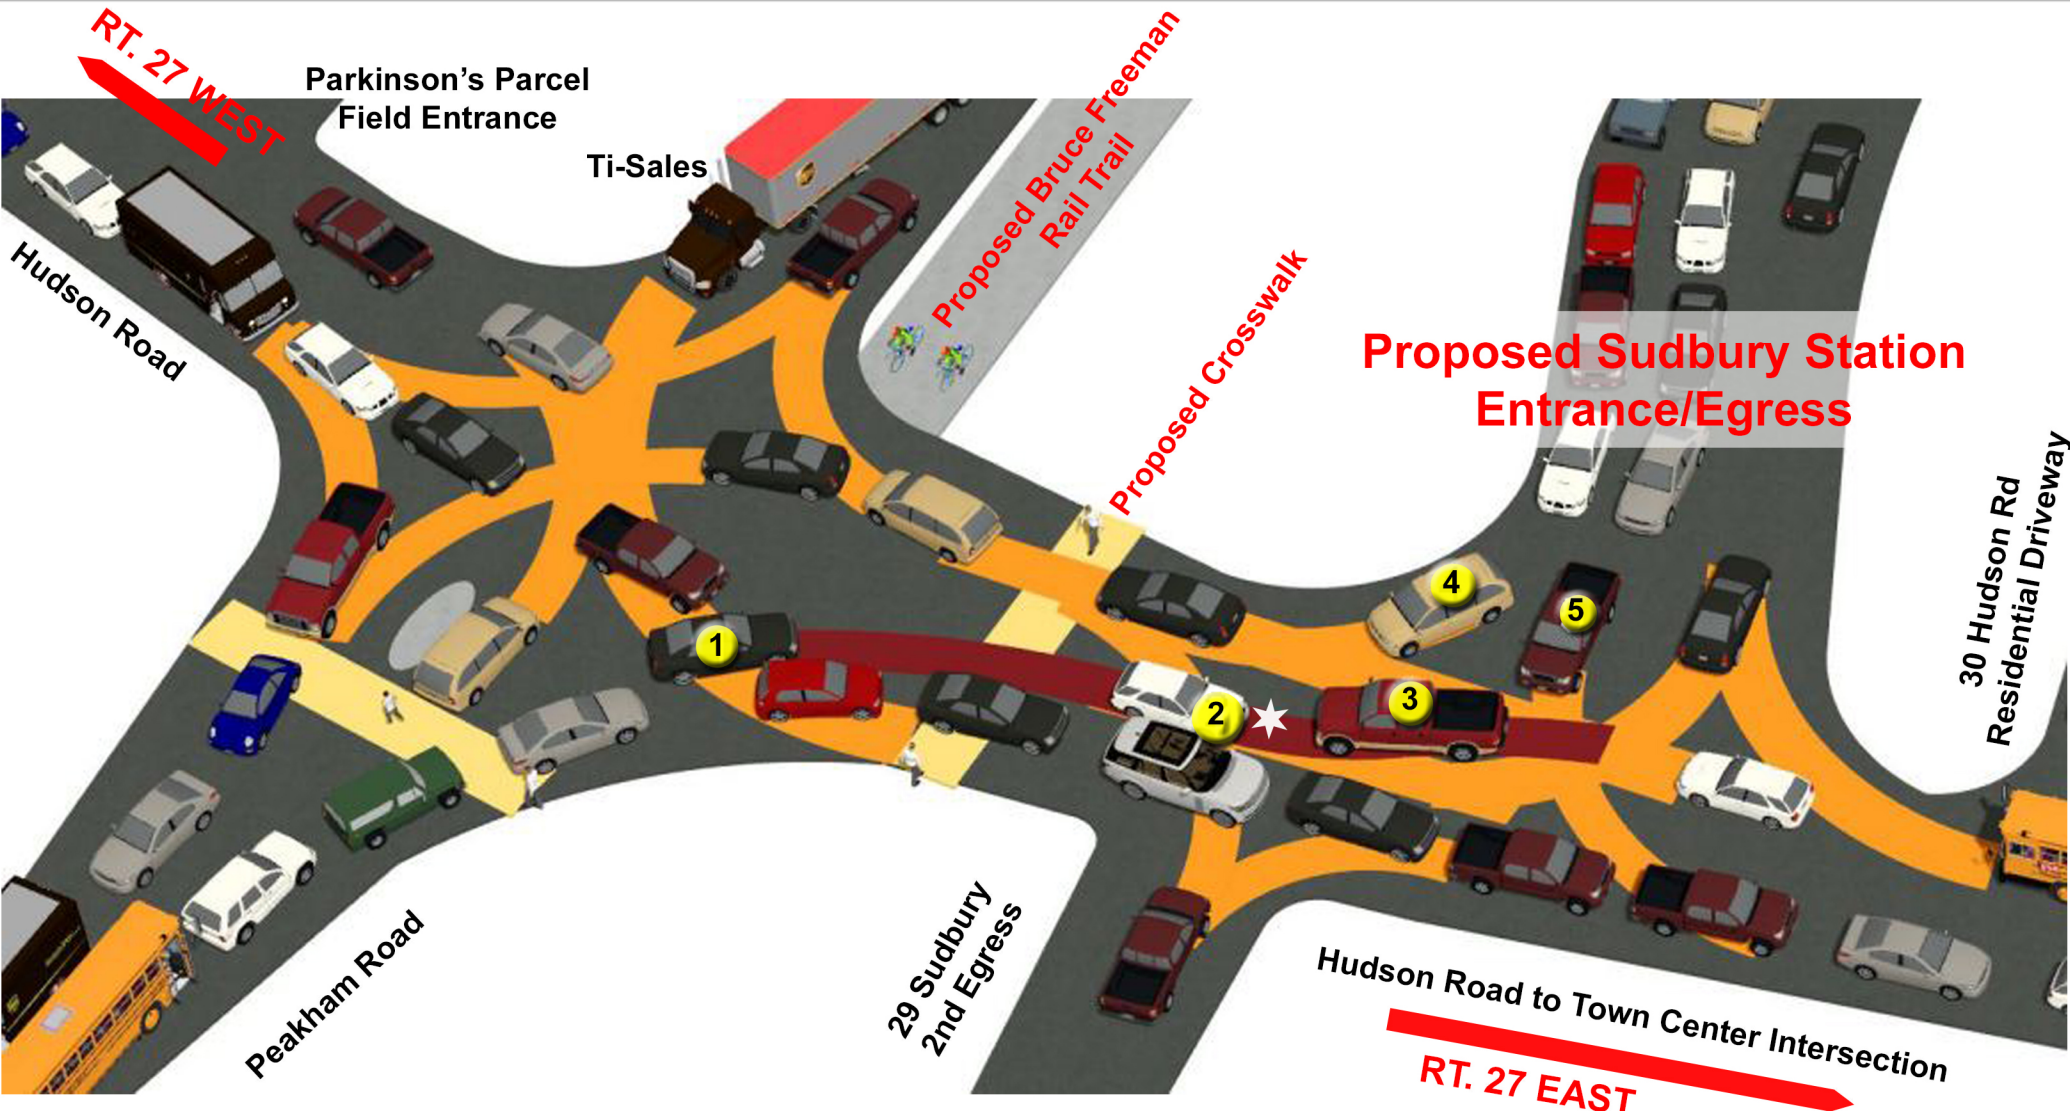 RT. 27 WEST
Parkinson’s Parcel
Field Entrance
Ti-Sales
Proposed Bruce Freeman
Rail Trail
Proposed Crosswalk
Proposed Sudbury Station
Entrance/Egress
Hudson Road
30 Hudson Rd
Residential Driveway
1
2
3
4
5
Peakham Road
29 Sudbury
2nd Egress
Hudson Road to Town Center Intersection
RT. 27 EAST